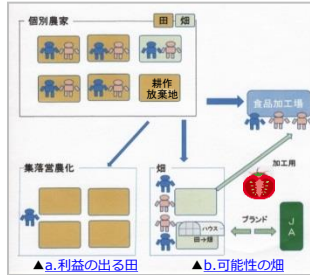 個別農家
田 畑
耕作
放棄地
食品加工場
集落営農化
畑
加工用
ハウス
田→畑
ブランド
JA
▲a.利益の出る田
▲b.可能性の畑